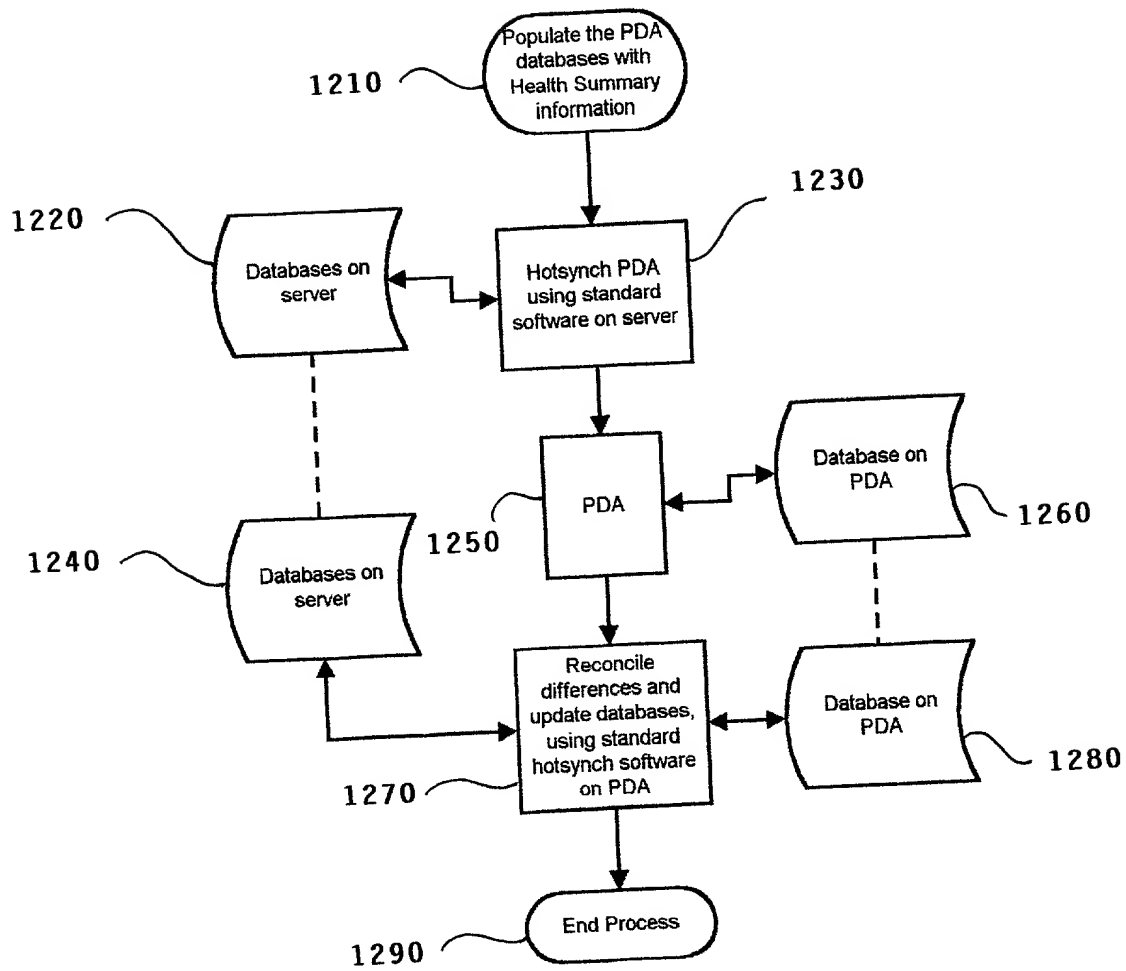 Populate the PDA
databases with
Health Summary
information
1210
1230
1220
Databases on
server
Hotsynch PDA
using standard
software on server
Database on
PDA
PDA
1250
1260
1240
Databases on
server
Reconcile
differences and
update databases,
using standard
hotsynch software
on PDA
Database on
PDA
1270
1280
End Process
1290